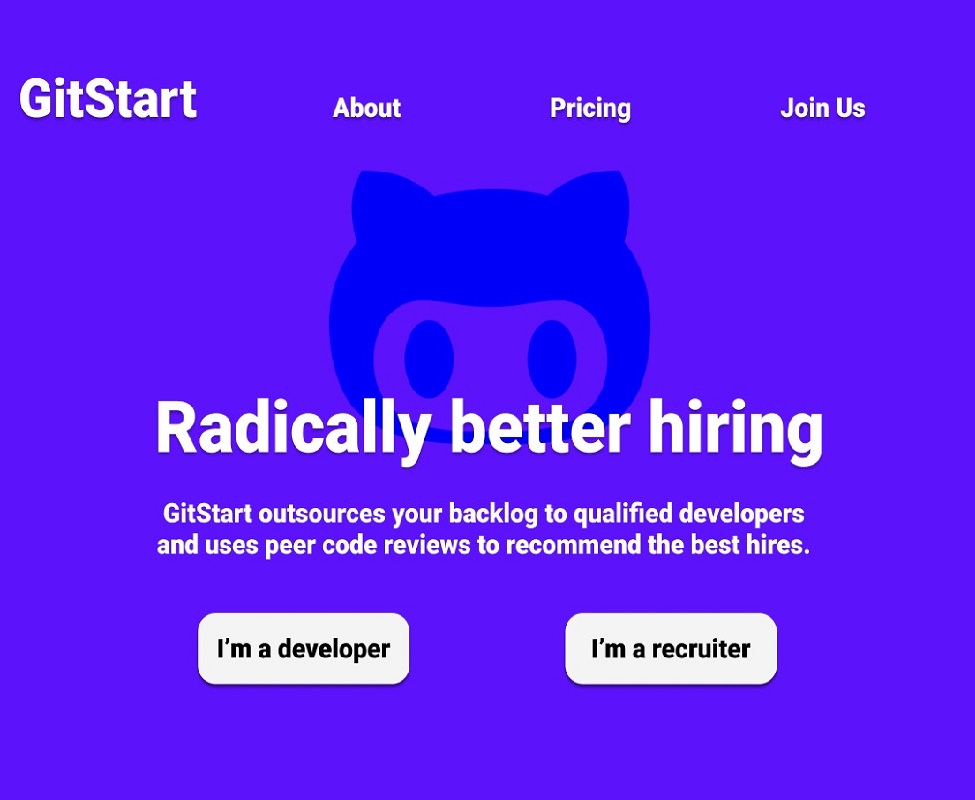 GitStart
About
Pricing
Join Us
Radically better hiring
GitStart outsources your backlog to qualified developers
and uses peer code reviews to recommend the best hires.
I’m a developer
I’m a recruiter